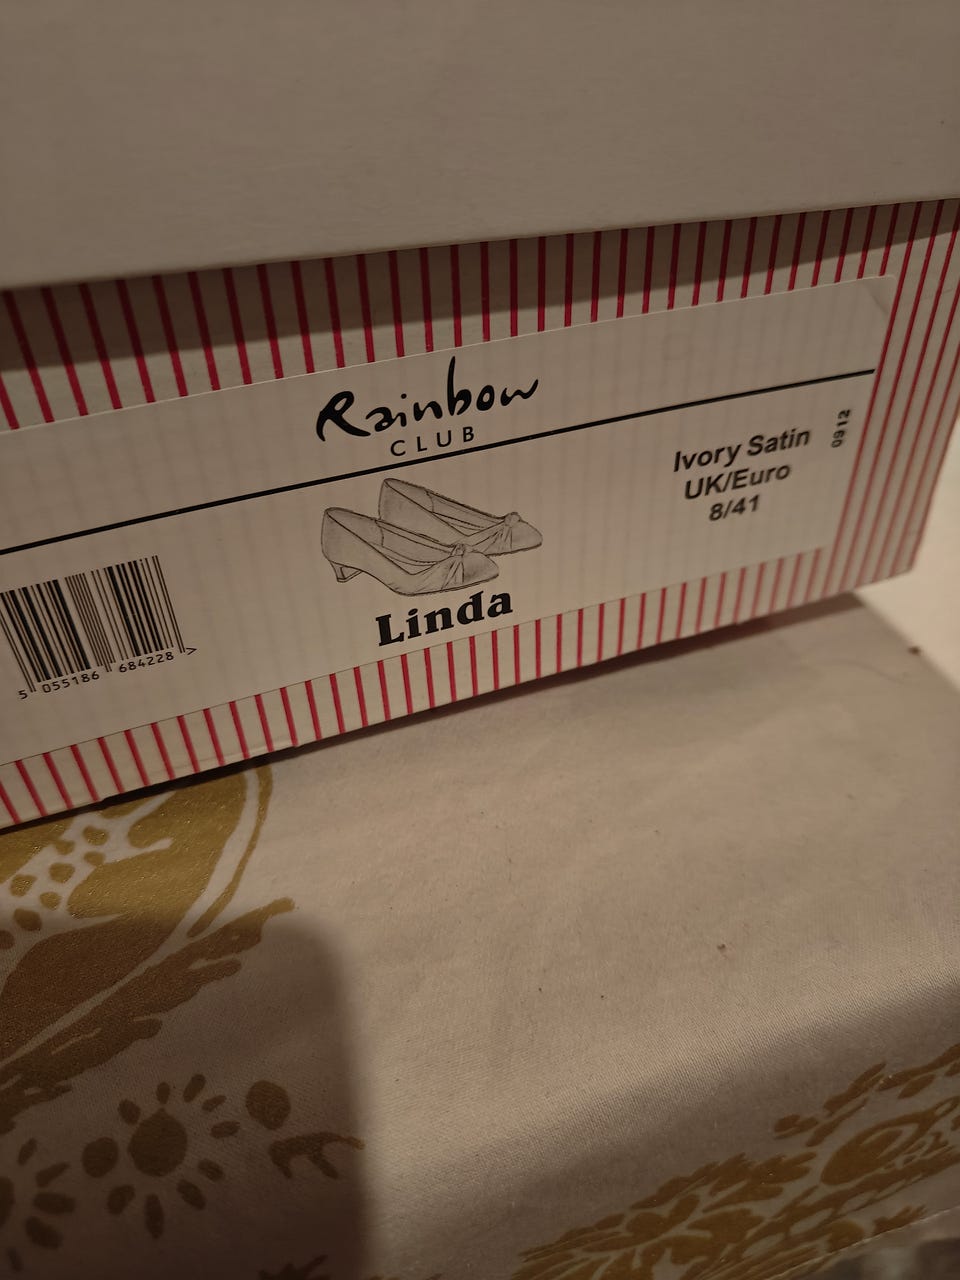 Rainbow
CLUB
Ivory Satin
UK/Euro
8/41
0912
Linda
5 055186 684228 >